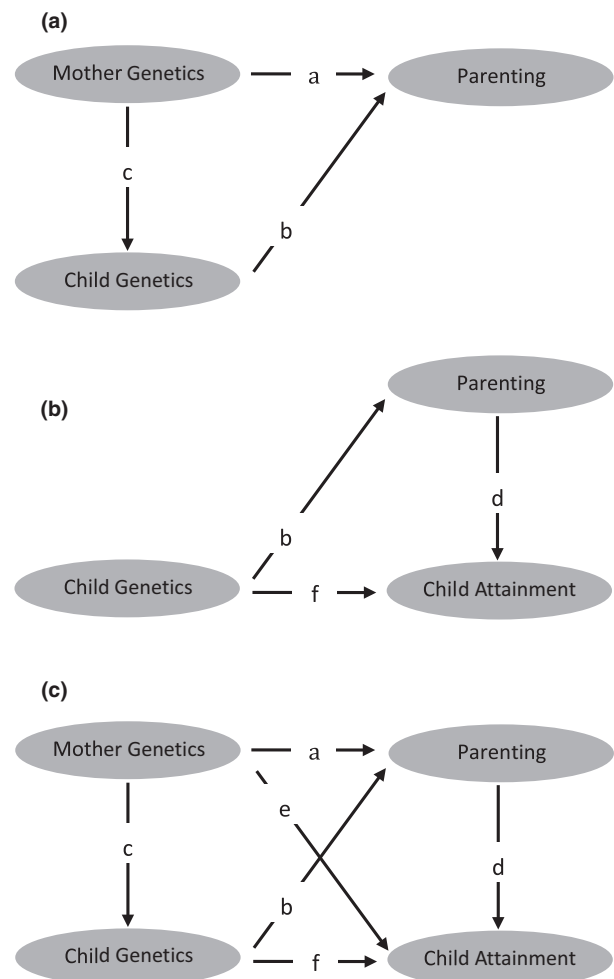 (a)
Mother Genetics
a
Parenting
c
b
Child Genetics
(b)
Parenting
d
b
Child Genetics
f
Child Attainment
(c)
Mother Genetics
a
Parenting
e
c
d
b
Child Genetics
f
Child Attainment